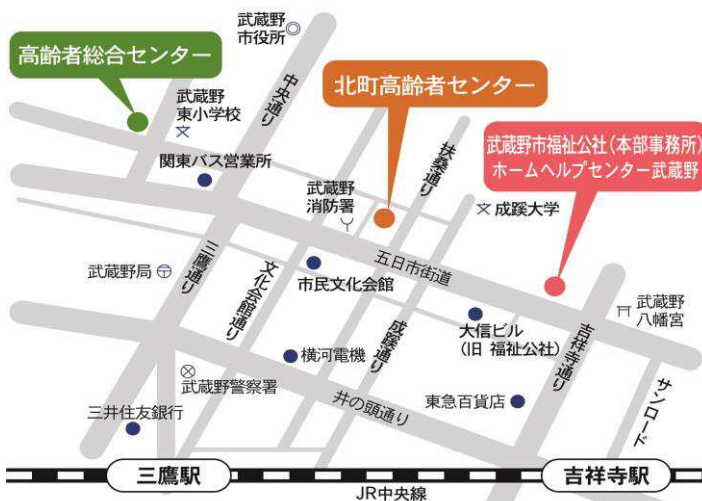 武蔵野
市役所
高齢者総合センター
中央通り
北町高齢者センター
武蔵野
東小学校
扶桑通り
武蔵野市福祉公社（本部事務所）
ホームヘルプセンター武蔵野
関東バス営業所
武蔵野
消防署
成蹊大学
三鷹通り
五日市街道
武蔵野局
文化会館通り
市民文化会館
武蔵野
八幡宮
大信ビル
（旧 福祉公社）
吉祥寺通り
成蹊通り
横河電機
武蔵野警察署
井の頭通り
東急百貨店
サンロード
三井住友銀行
三鷹駅
吉祥寺駅
JR中央線